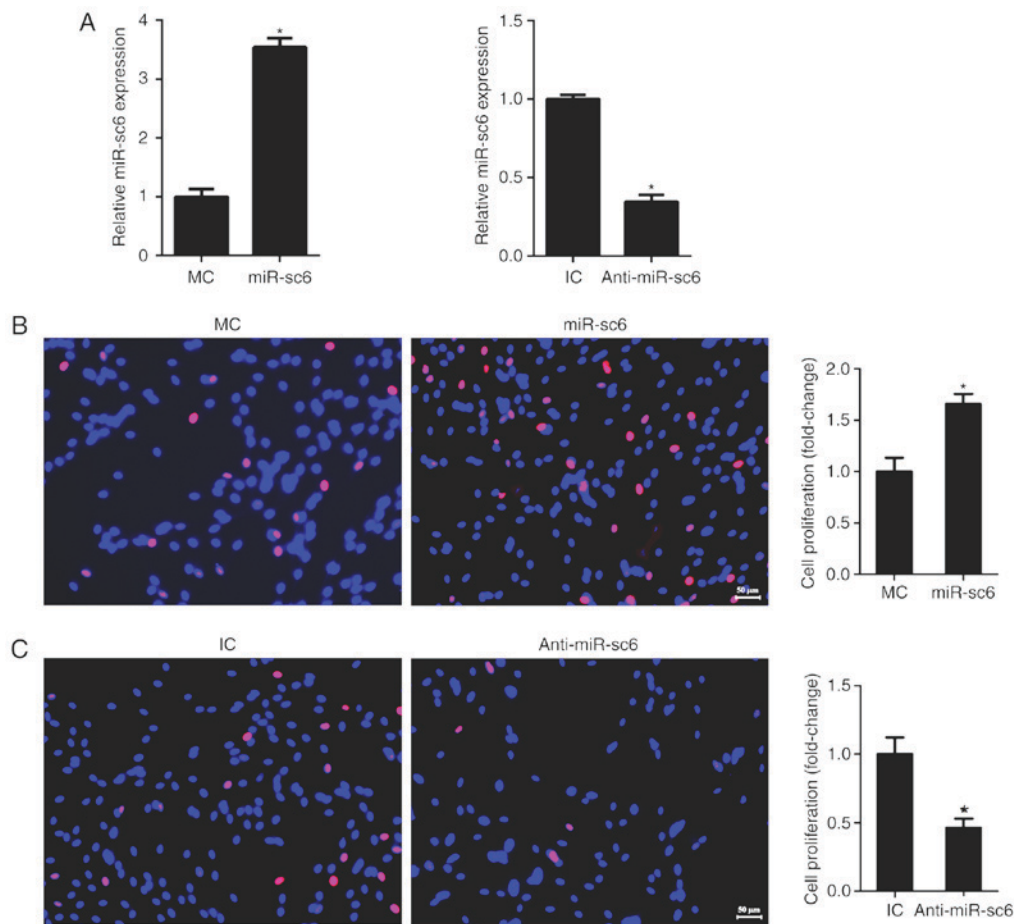 A
Relative miR-sc6 expression
4
3
2
1
0
*
MC
miR-sc6
Relative miR-sc6 expression
1.5
1.0
0.5
0.0
*
IC
Anti-miR-sc6
B
MC
miR-sc6
50 µm
Cell proliferation (fold-change)
2.0
1.5
1.0
0.5
0.0
*
MC
miR-sc6
C
IC
Anti-miR-sc6
50 µm
Cell proliferation (fold-change)
1.5
1.0
0.5
0.0
*
IC
Anti-miR-sc6